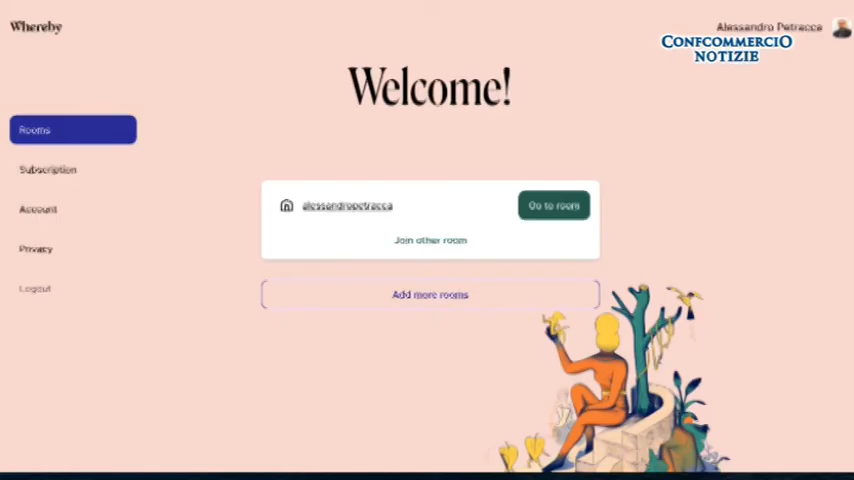 Whereby
Alessandro Petracca
CONFCOMMERCIO
NOTIZIE
Welcome!
Rooms
Subscription
Account
Privacy
Logout
alessandropetracca
Go to room
Join other room
Add more rooms